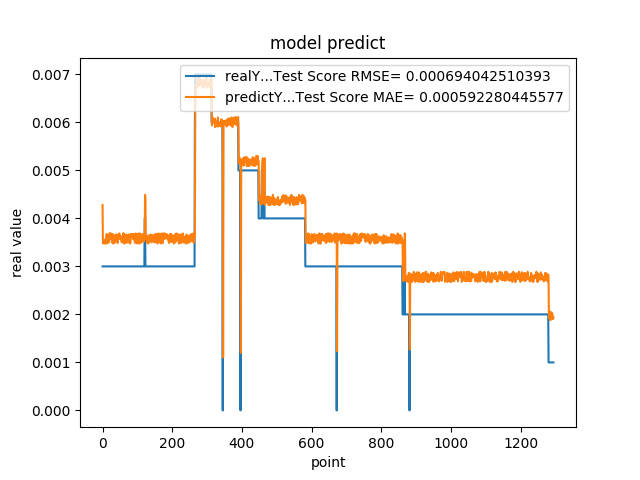 model predict
realY...Test Score RMSE= 0.000694042510393
predictY...Test Score MAE= 0.000592280445577
real value
0.007
0.006
0.005
0.004
0.003
0.002
0.001
0.000
0 200 400 600 800 1000 1200
point